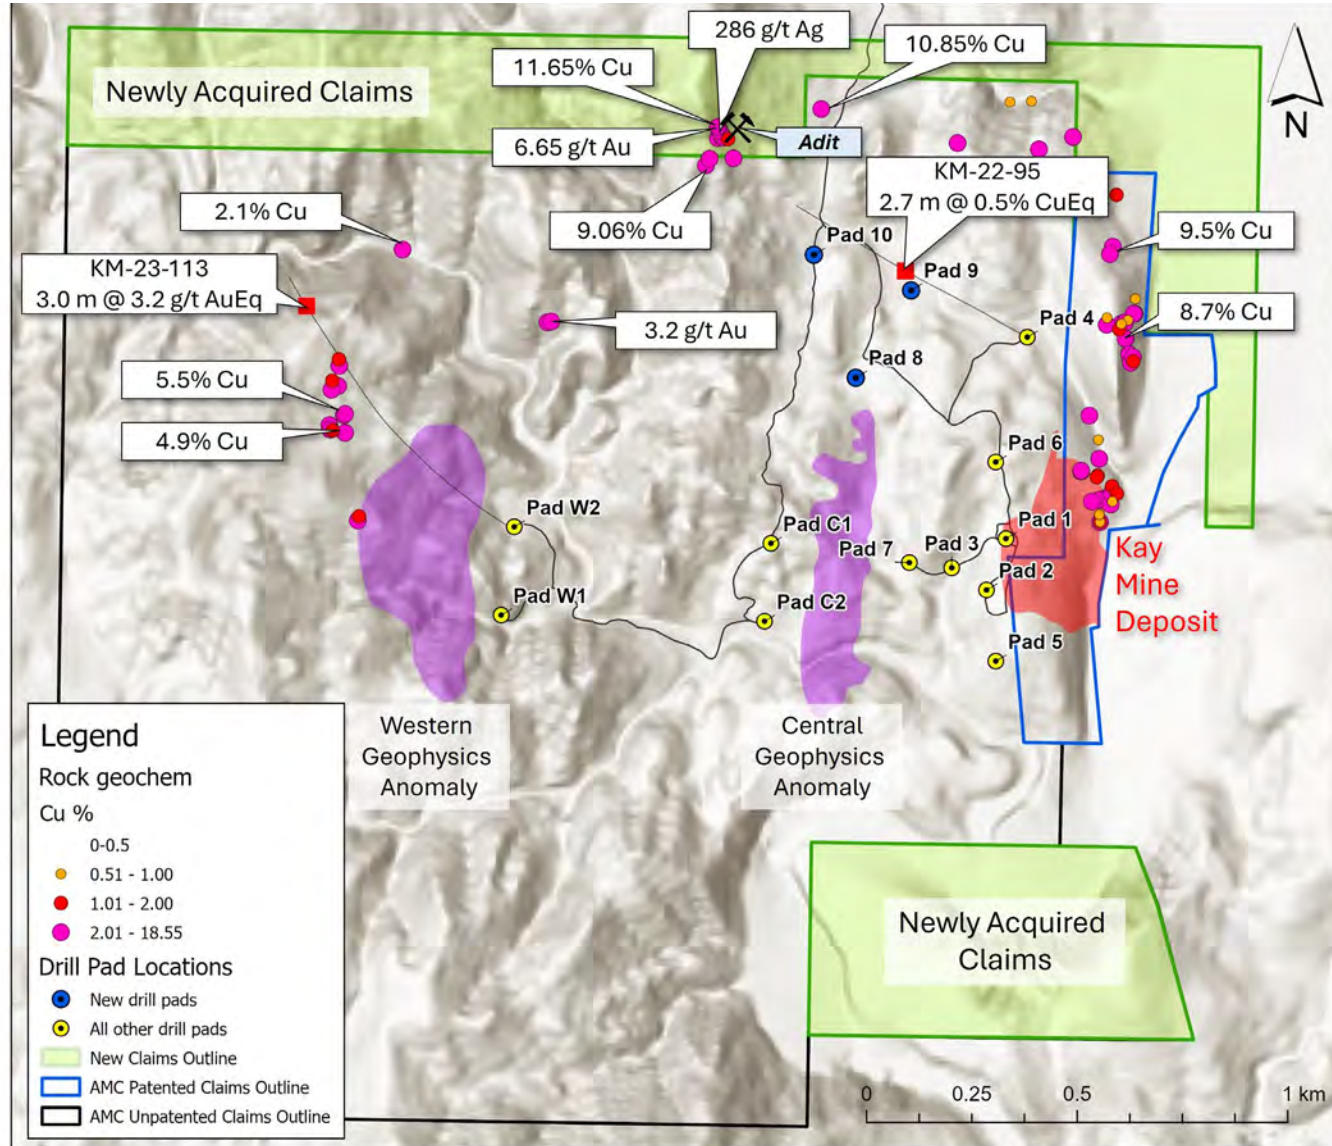 286 g/t Ag
10.85% Cu
11.65% Cu
Newly Acquired Claims
N
6.65 g/t Au
Adit
KM-22-95
2.7 m @ 0.5% CuEq
2.1% Cu
9.06% Cu
9.5% Cu
Pad 10
KM-23-113
3.0 m @ 3.2 g/t AuEq
Pad 9
8.7% Cu
3.2 g/t Au
Pad 4
Pad 8
5.5% Cu
4.9% Cu
Pad 6
Pad W2
Pad C1
Pad 1
Pad 7
Pad 3
Pad 2
Kay
Mine
Deposit
Pad W1
Pad C2
Pad 5
Western
Geophysics
Anomaly
Central
Geophysics
Anomaly
Legend
Rock geochem
Cu %
0-0.5
0.51 - 1.00
1.01 - 2.00
2.01 - 18.55
Drill Pad Locations
New drill pads
All other drill pads
New Claims Outline
AMC Patented Claims Outline
AMC Unpatented Claims Outline
Newly Acquired
Claims
0 0.25 0.5 1 km